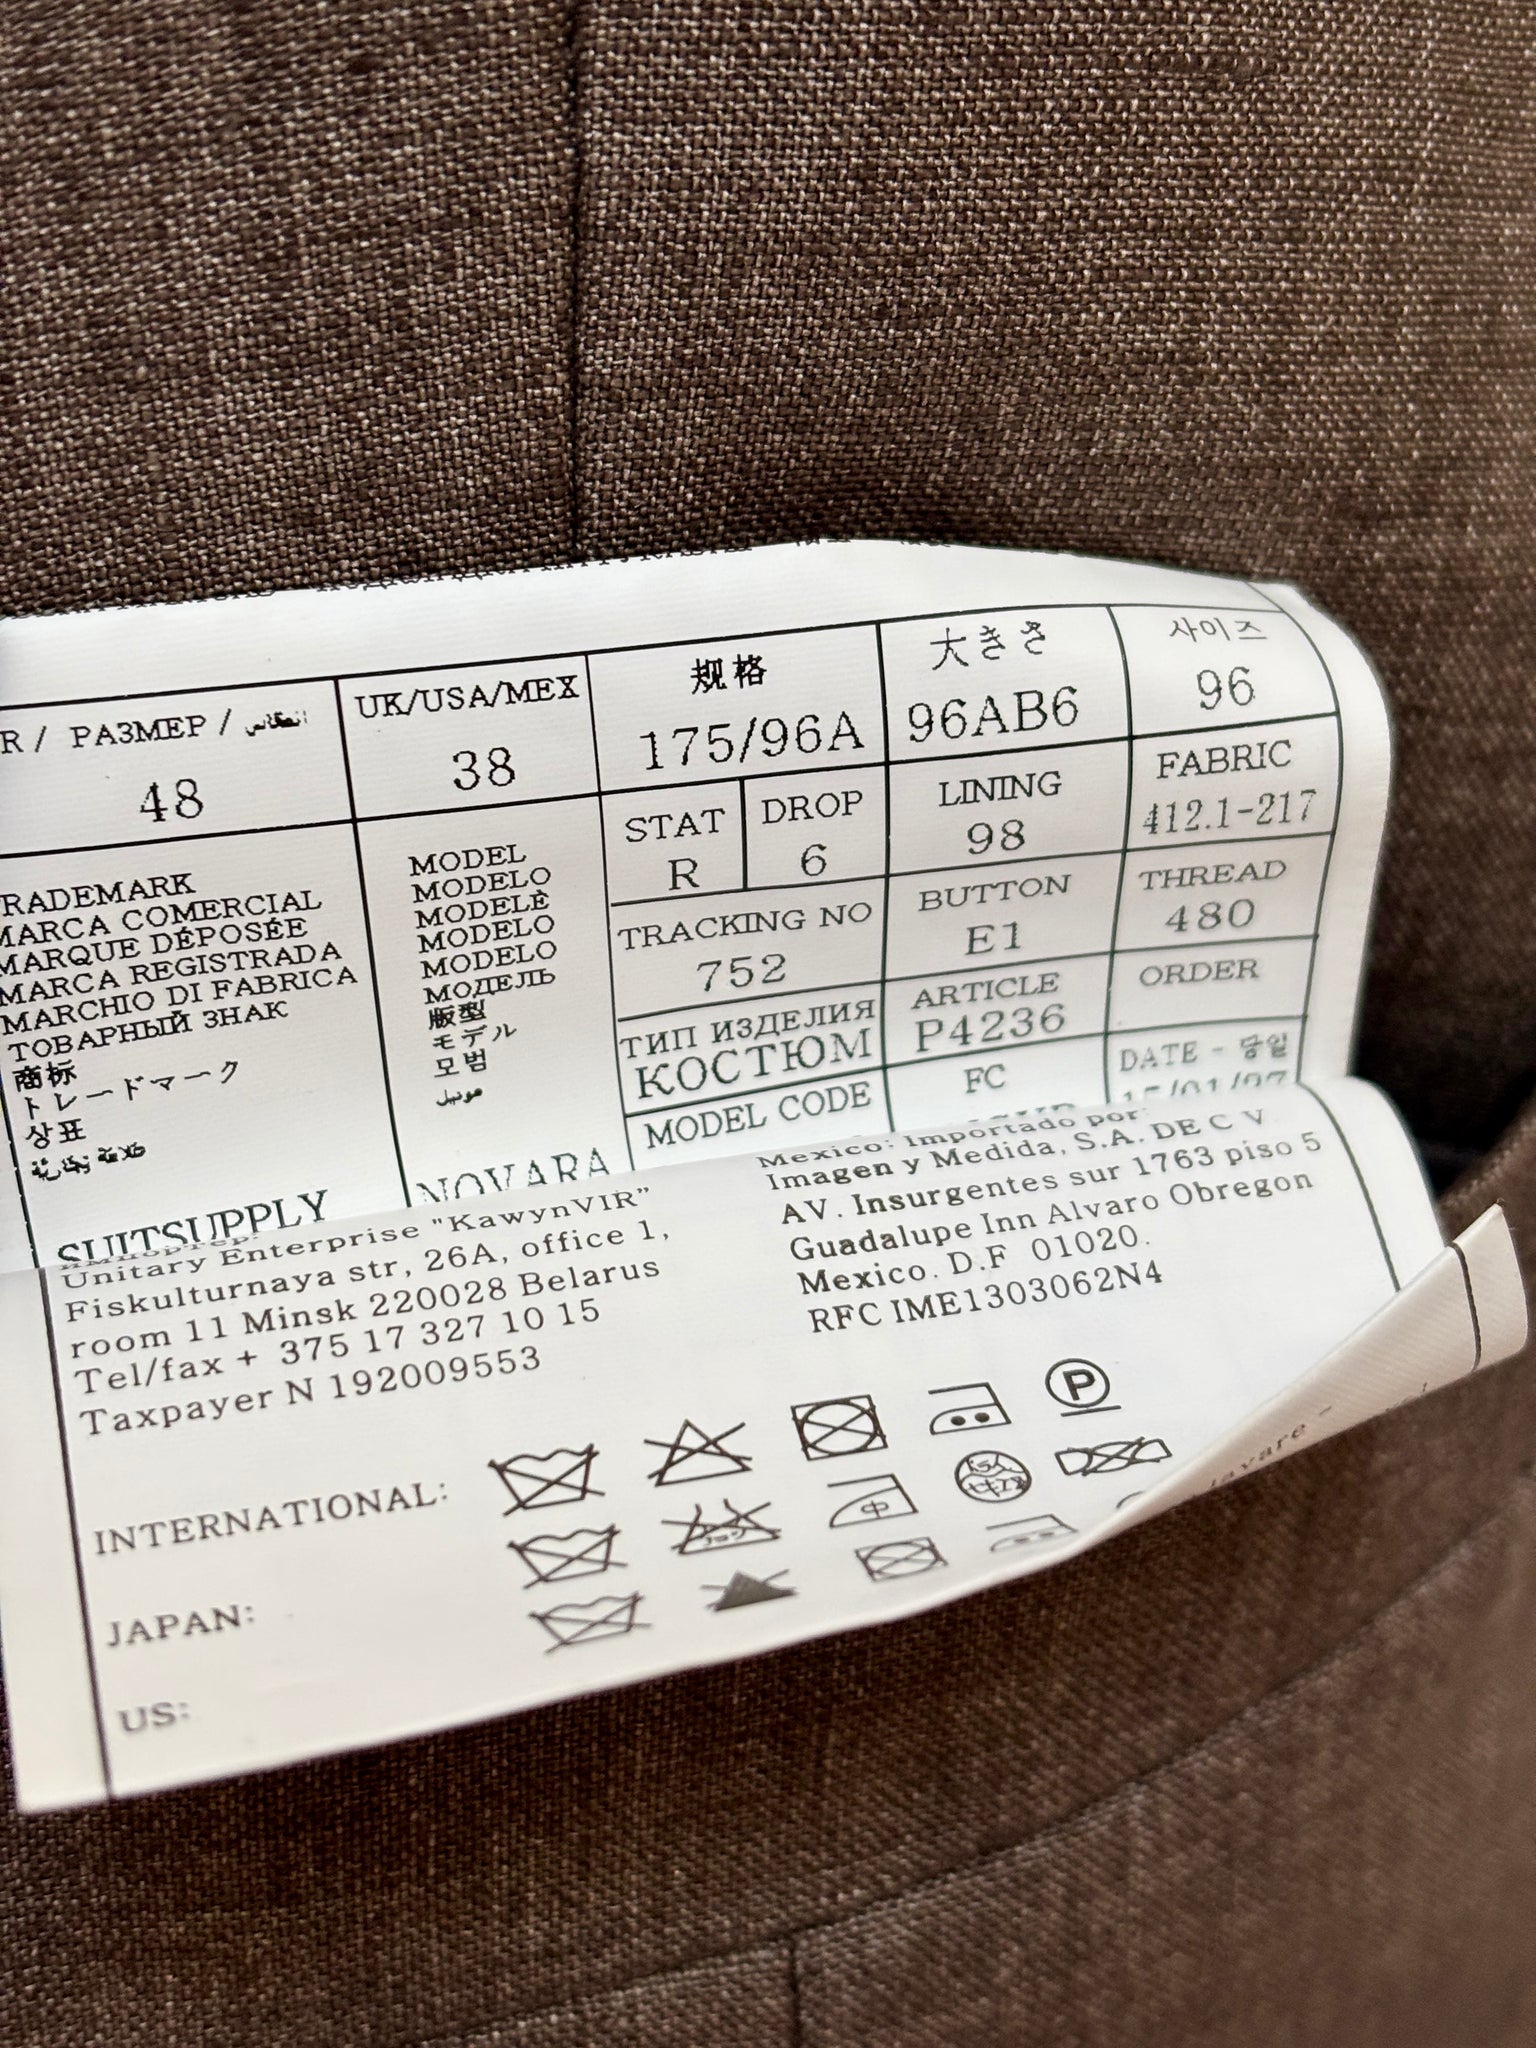 R / РАЗМЕР /
48
UK/USA/MEX
38
规格
175/96A
大きさ
96AB6
사이즈
96
TRADEMARK
MARCA COMERCIAL
MARQUE DÉPOSÉE
MARCA REGISTRADA
MARCHIO DI FABRICA
ТОВАРНЫЙ ЗНАК
商标
トレードマーク
상표
SUITSUPPLY
MODEL
MODELO
MODELÈ
MODELO
MODELO
МОДЕЛЬ
版型
モデル
모범
موديل
NOVARA
STAT
R
DROP
6
LINING
98
FABRIC
412.1-217
TRACKING NO
752
BUTTON
E1
THREAD
480
ТИП ИЗДЕЛИЯ
КОСТЮМ
ARTICLE
P4236
ORDER
MODEL CODE
FC
DATE -
Unitary Enterprise "KawynVIR"
Fiskulturnaya str, 26A, office 1,
room 11 Minsk 220028 Belarus
Tel/fax + 375 17 327 10 15
Taxpayer N 192009553
Mexico: Importado por:
Imagen y Medida, S.A. DE C V.
AV. Insurgentes sur 1763 piso 5
Guadalupe Inn Alvaro Obregon
Mexico. D.F 01020.
RFC IME1303062N4
INTERNATIONAL:
P
JAPAN:
中
US: